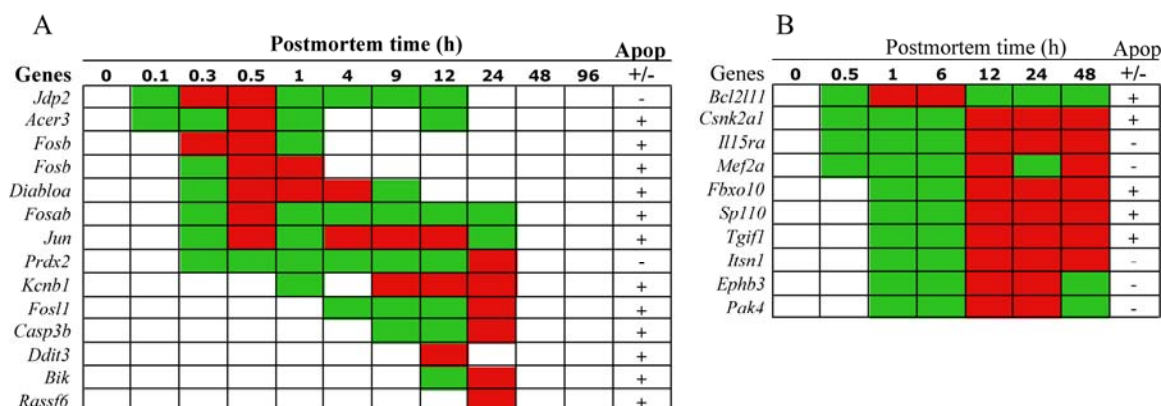 A
Postmortem time (h) Apop
Genes 0 0.1 0.3 0.5 1 4 9 12 24 48 96 +/-
Jdp2 -
Acer3 +
Fosb +
Fosb +
Diabloa +
Fosab +
Jun +
Prdx2 -
Kcnb1 +
Fosl1 +
Casp3b +
Ddit3 +
Bik +
Rassf6 +
B
Postmortem time (h) Apop
Genes 0 0.5 1 6 12 24 48 +/-
Bcl2l11 +
Csnk2a1 +
Il15ra -
Mef2a -
Fbxo10 +
Sp110 +
Tgif1 +
Itsn1 -
Ephb3 -
Pak4 -